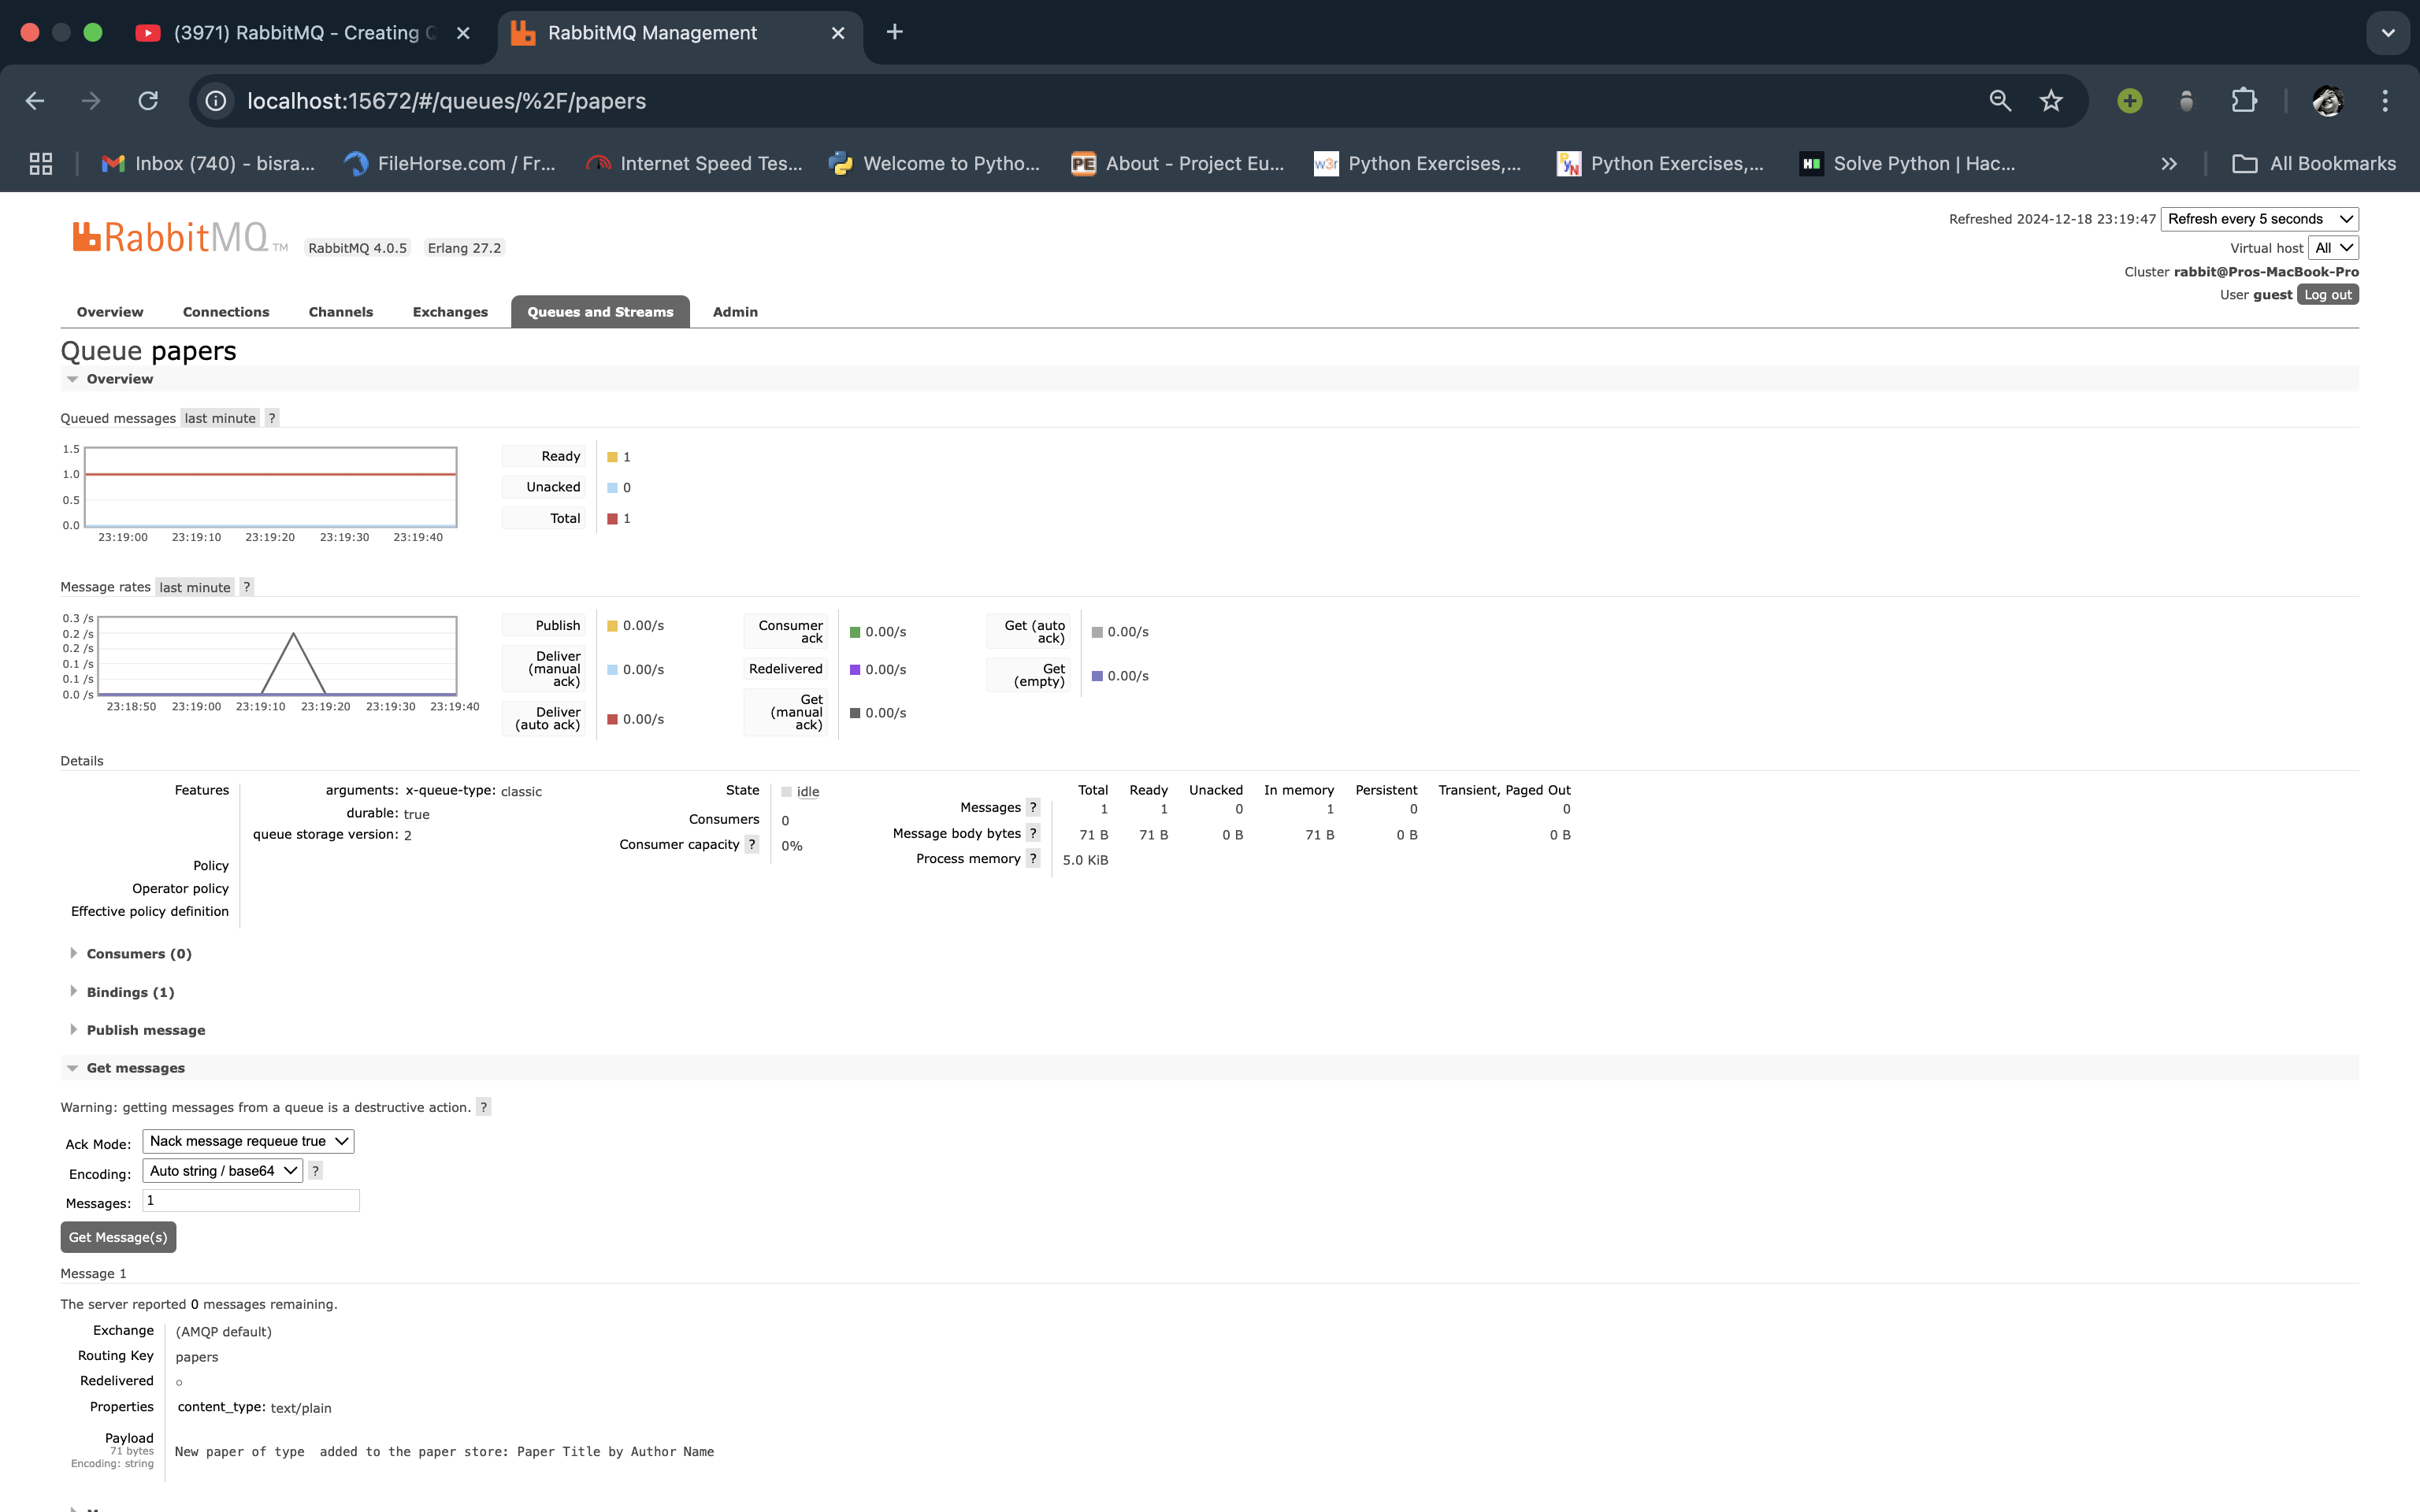 (3971) RabbitMQ - Creating
RabbitMQ Management
localhost:15672/#/queues/%2F/papers
Inbox (740) - bisra...
FileHorse.com / Fr...
Internet Speed Tes...
Welcome to Pytho...
PE
About - Project Eu...
w3r
Python Exercises,...
Python Exercises,...
Solve Python | Hac...
All Bookmarks
RabbitMQ TM
RabbitMQ 4.0.5
Erlang 27.2
Refreshed 2024-12-18 23:19:47 Refresh every 5 seconds
Virtual host All
Cluster rabbit@Pros-MacBook-Pro
User guest Log out
Overview Connections Channels Exchanges Queues and Streams Admin
Queue papers
Overview
Queued messages last minute ?
1.5
1.0
0.5
0.0
23:19:00 23:19:10 23:19:20 23:19:30 23:19:40
Ready 1
Unacked 0
Total 1
Message rates last minute ?
0.3 /s
0.2 /s
0.2 /s
0.1 /s
0.1 /s
0.0 /s
23:18:50 23:19:00 23:19:10 23:19:20 23:19:30 23:19:40
Publish 0.00/s
Deliver (manual ack) 0.00/s
Deliver (auto ack) 0.00/s
Consumer ack 0.00/s
Redelivered 0.00/s
Get (manual ack) 0.00/s
Get (auto ack) 0.00/s
Get (empty) 0.00/s
Details
Features
arguments: x-queue-type: classic
durable: true
queue storage version: 2
Policy
Operator policy
Effective policy definition
State idle
Consumers 0
Consumer capacity ? 0%
Total Ready Unacked In memory Persistent Transient, Paged Out
Messages ? 1 1 0 1 0 0
Message body bytes ? 71 B 71 B 0 B 71 B 0 B 0 B
Process memory ? 5.0 KiB
Consumers (0)
Bindings (1)
Publish message
Get messages
Warning: getting messages from a queue is a destructive action. ?
Ack Mode: Nack message requeue true
Encoding: Auto string / base64 ?
Messages: 1
Get Message(s)
Message 1
The server reported 0 messages remaining.
Exchange (AMQP default)
Routing Key papers
Redelivered ○
Properties content_type: text/plain
Payload
71 bytes
Encoding: string
New paper of type  added to the paper store: Paper Title by Author Name